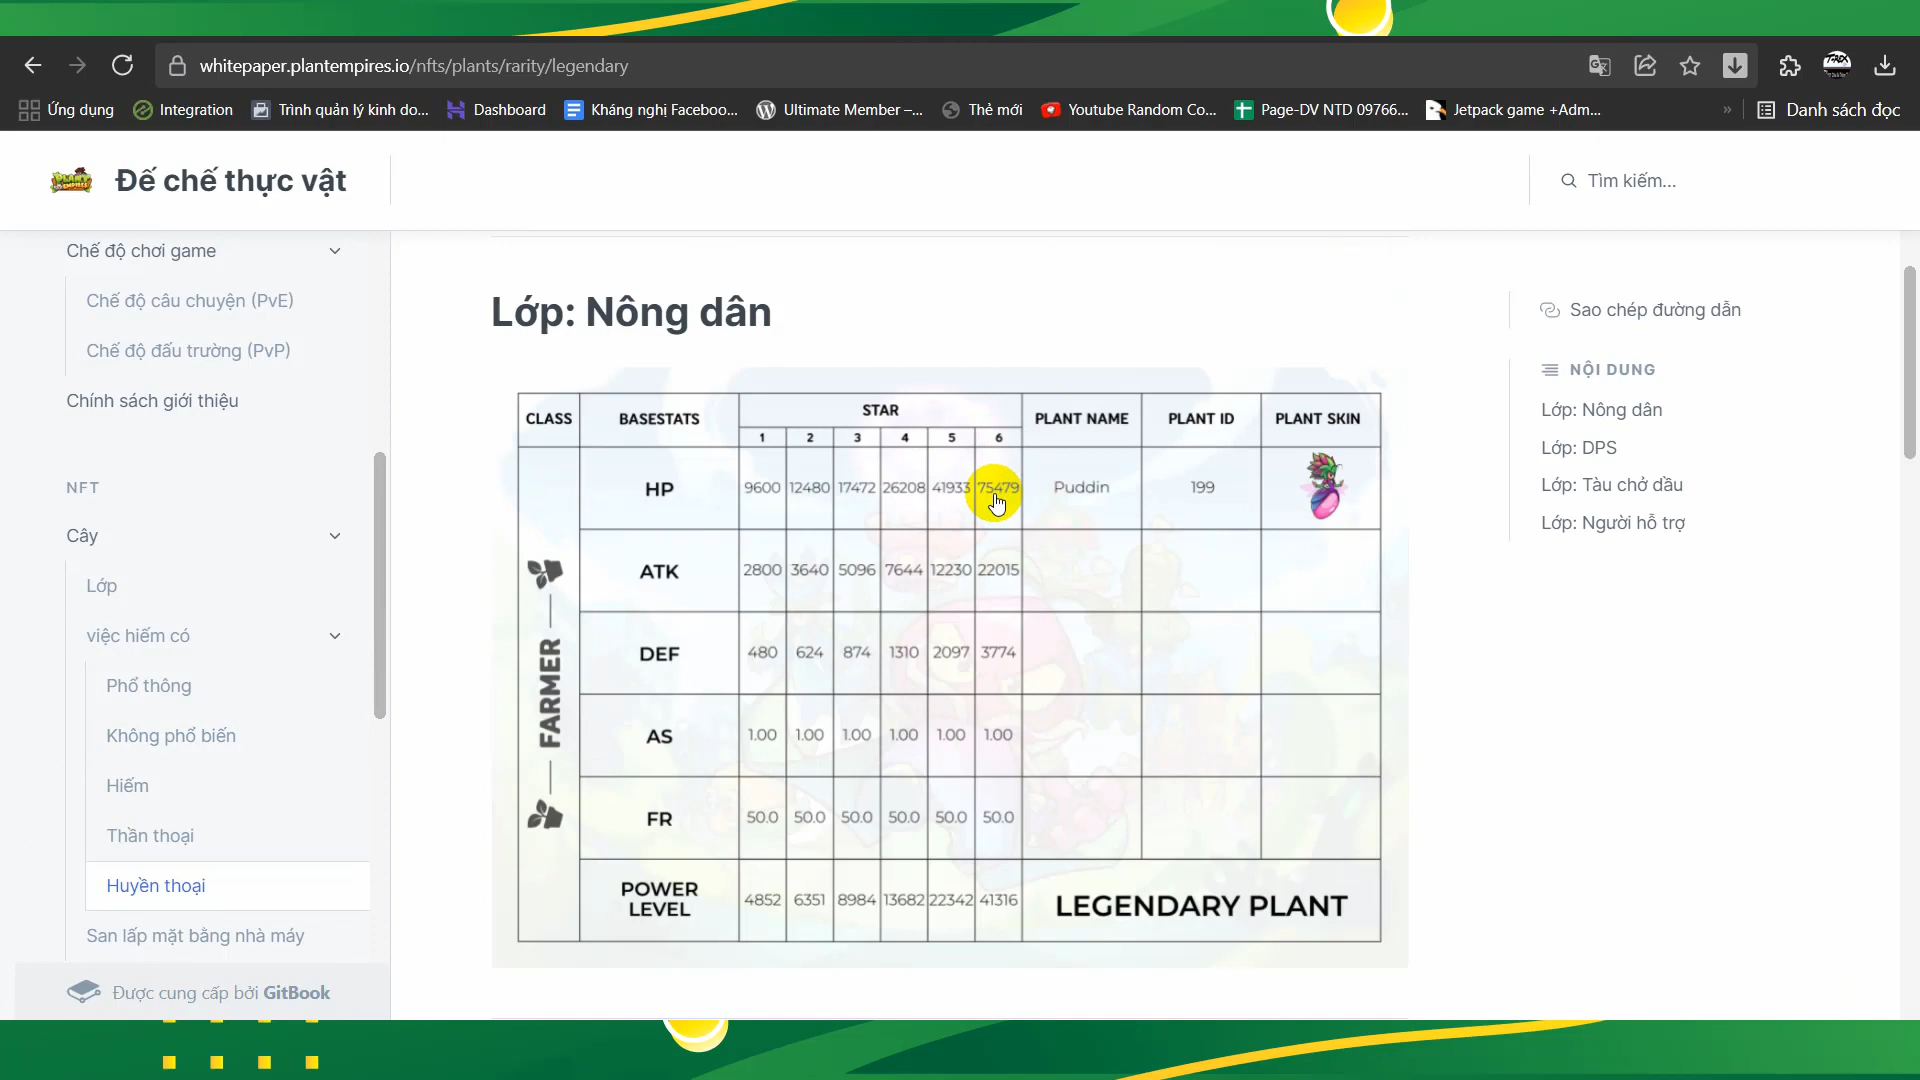 whitepaper.plantempires.io/nfts/plants/rarity/legendary
Ứng dụng Integration Trình quản lý kinh do... Dashboard Kháng nghị Faceboo... Ultimate Member –... Thẻ mới Youtube Random Co... Page-DV NTD 09766... Jetpack game +Adm... » Danh sách đọc
PLANT EMPIRES Đế chế thực vật Tìm kiếm...
Chế độ chơi game
Chế độ câu chuyện (PvE)
Chế độ đấu trường (PvP)
Chính sách giới thiệu
NFT
Cây
Lớp
việc hiếm có
Phổ thông
Không phổ biến
Hiếm
Thần thoại
Huyền thoại
San lấp mặt bằng nhà máy
Được cung cấp bởi GitBook
Lớp: Nông dân
CLASS BASESTATS STAR PLANT NAME PLANT ID PLANT SKIN
1 2 3 4 5 6
HP 9600 12480 17472 26208 41933 75479 Puddin 199
ATK 2800 3640 5096 7644 12230 22015
FARMER
DEF 480 624 874 1310 2097 3774
AS 1.00 1.00 1.00 1.00 1.00 1.00
FR 50.0 50.0 50.0 50.0 50.0 50.0
POWER LEVEL 4852 6351 8984 13682 22342 41316 LEGENDARY PLANT
Sao chép đường dẫn
NỘI DUNG
Lớp: Nông dân
Lớp: DPS
Lớp: Tàu chở dầu
Lớp: Người hỗ trợ